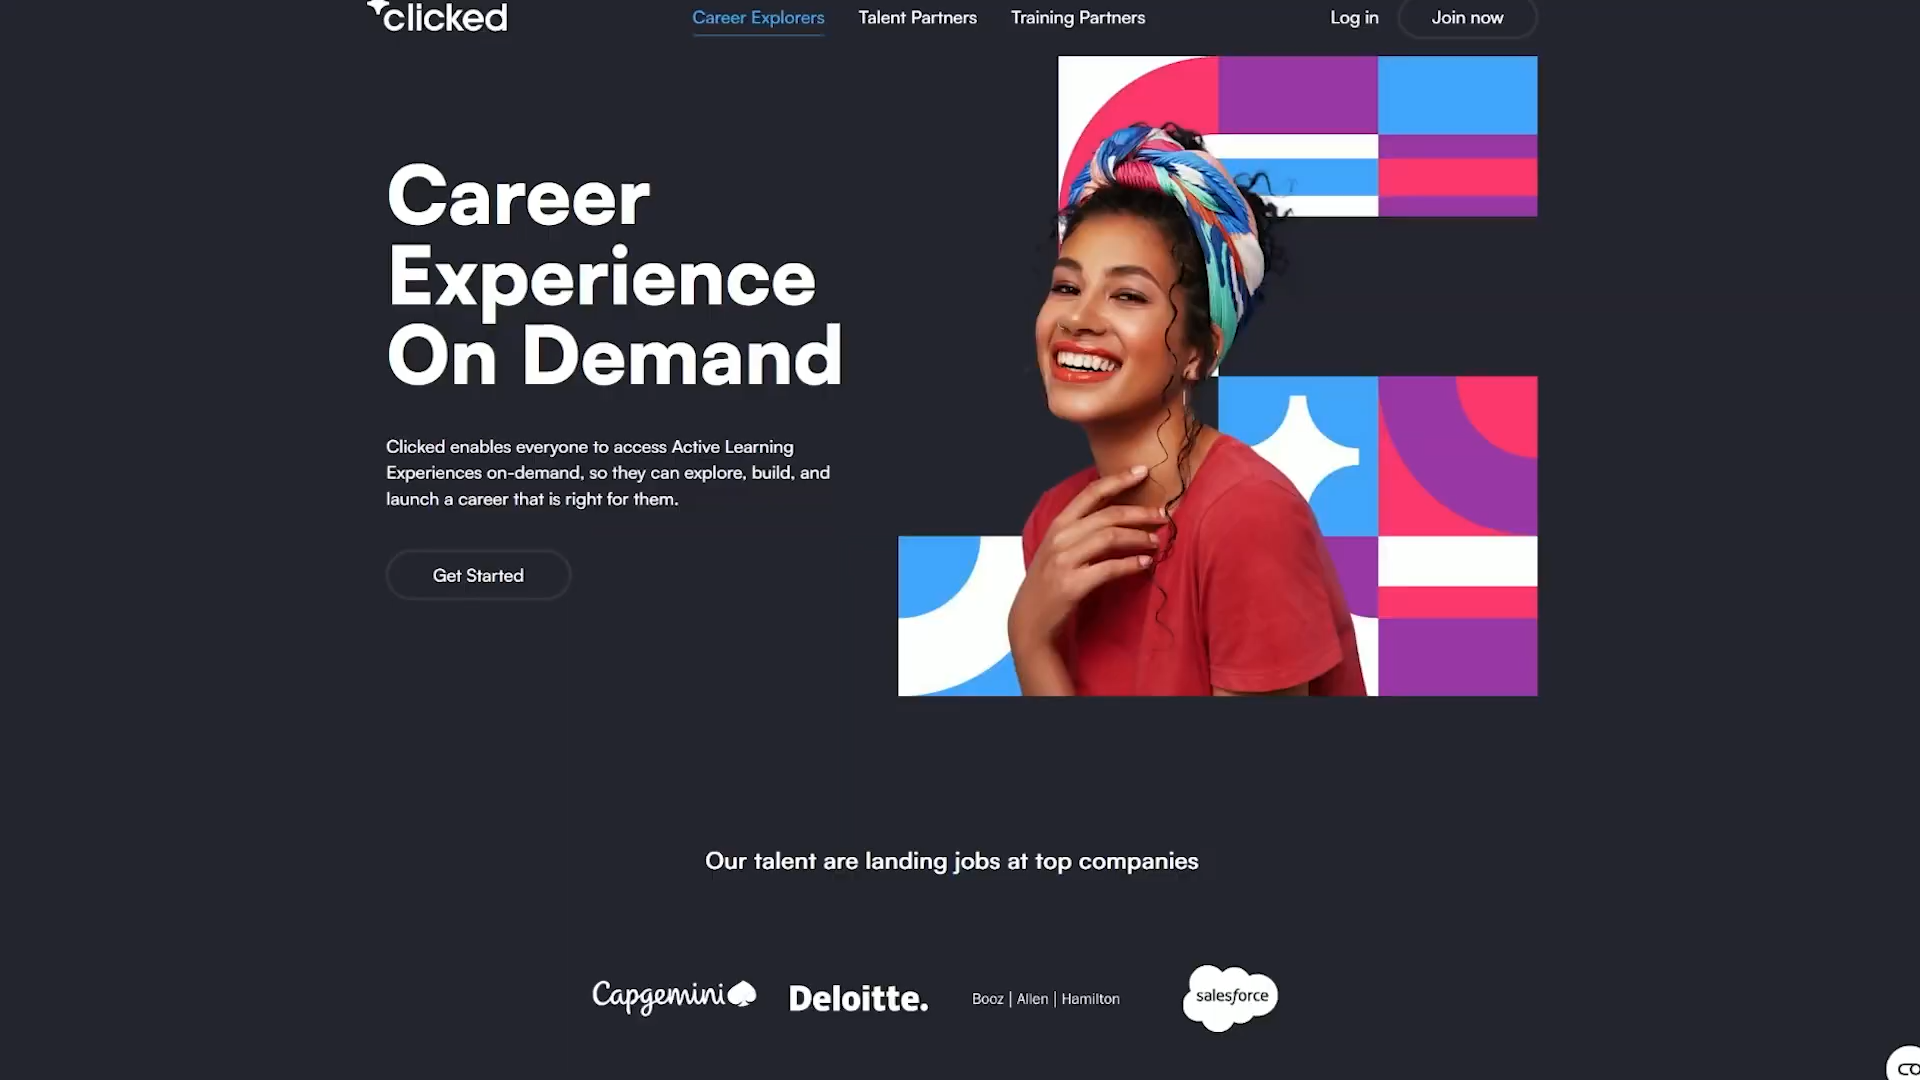 clicked
Career Explorers Talent Partners Training Partners Log in Join now
Career
Experience
On Demand
Clicked enables everyone to access Active Learning
Experiences on-demand, so they can explore, build, and
launch a career that is right for them.
Get Started
Our talent are landing jobs at top companies
Capgemini Deloitte. Booz | Allen | Hamilton salesforce